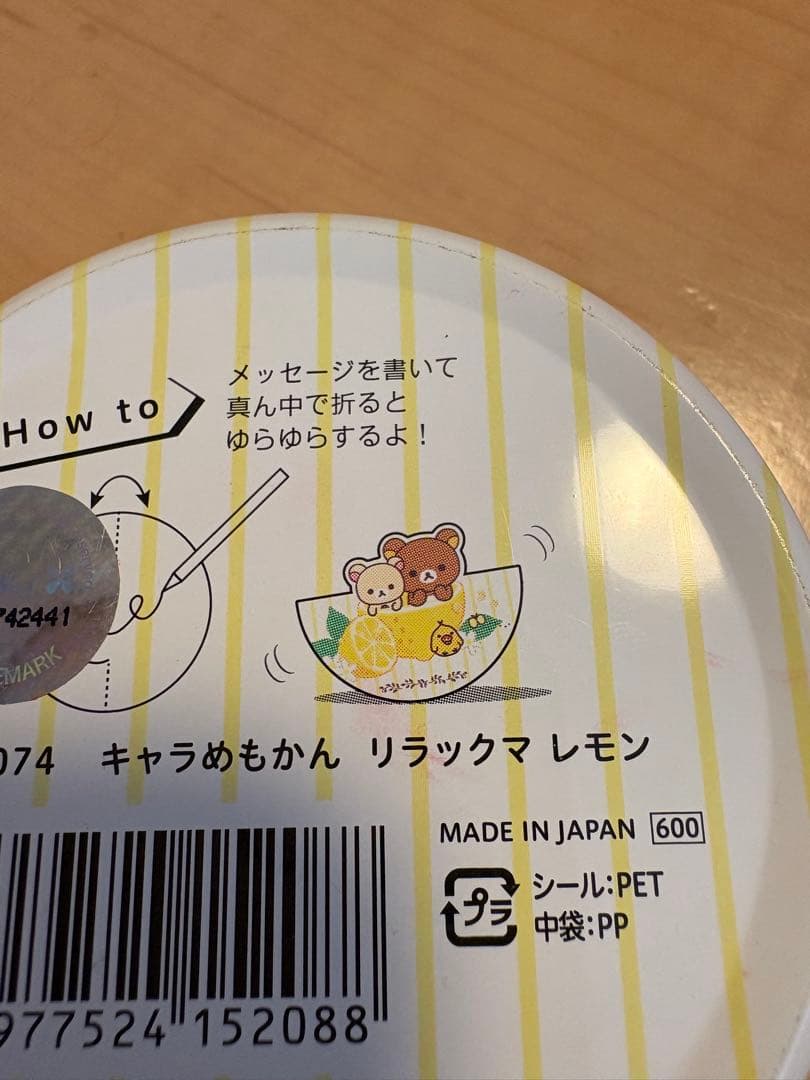 How to
メッセージを書いて
真ん中で折ると
ゆらゆらするよ！
742441
EMARK
074 キャラめもかん リラックマ レモン
MADE IN JAPAN 600
プラ
シール:PET
中袋:PP
977524 152088